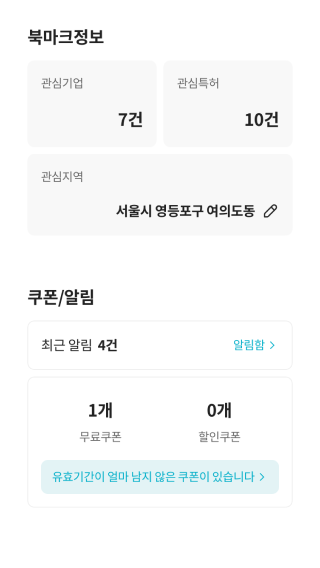 북마크정보
관심기업
7건
관심특허
10건
관심지역
서울시 영등포구 여의도동
쿠폰/알림
최근 알림 4건
알림함 >
1개
무료쿠폰
0개
할인쿠폰
유효기간이 얼마 남지 않은 쿠폰이 있습니다 >